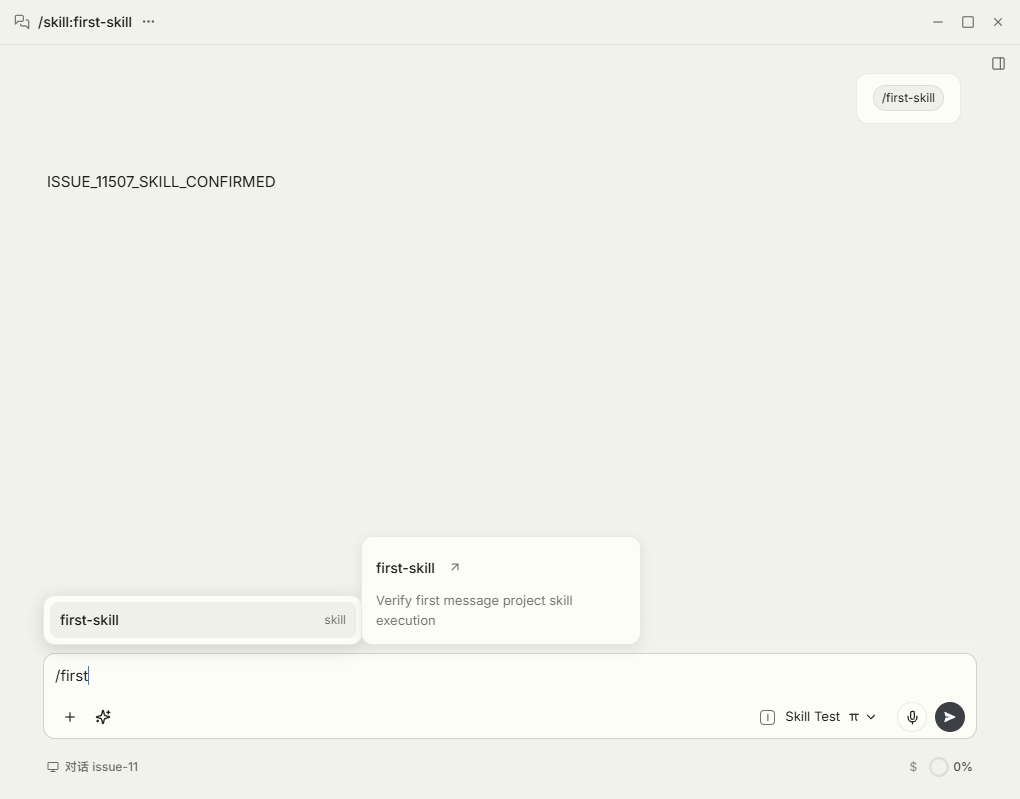 /skill:first-skill ···
/first-skill
ISSUE_11507_SKILL_CONFIRMED
first-skill
Verify first message project skill
execution
first-skill skill
/first
Skill Test π
对话 issue-11 $ 0%